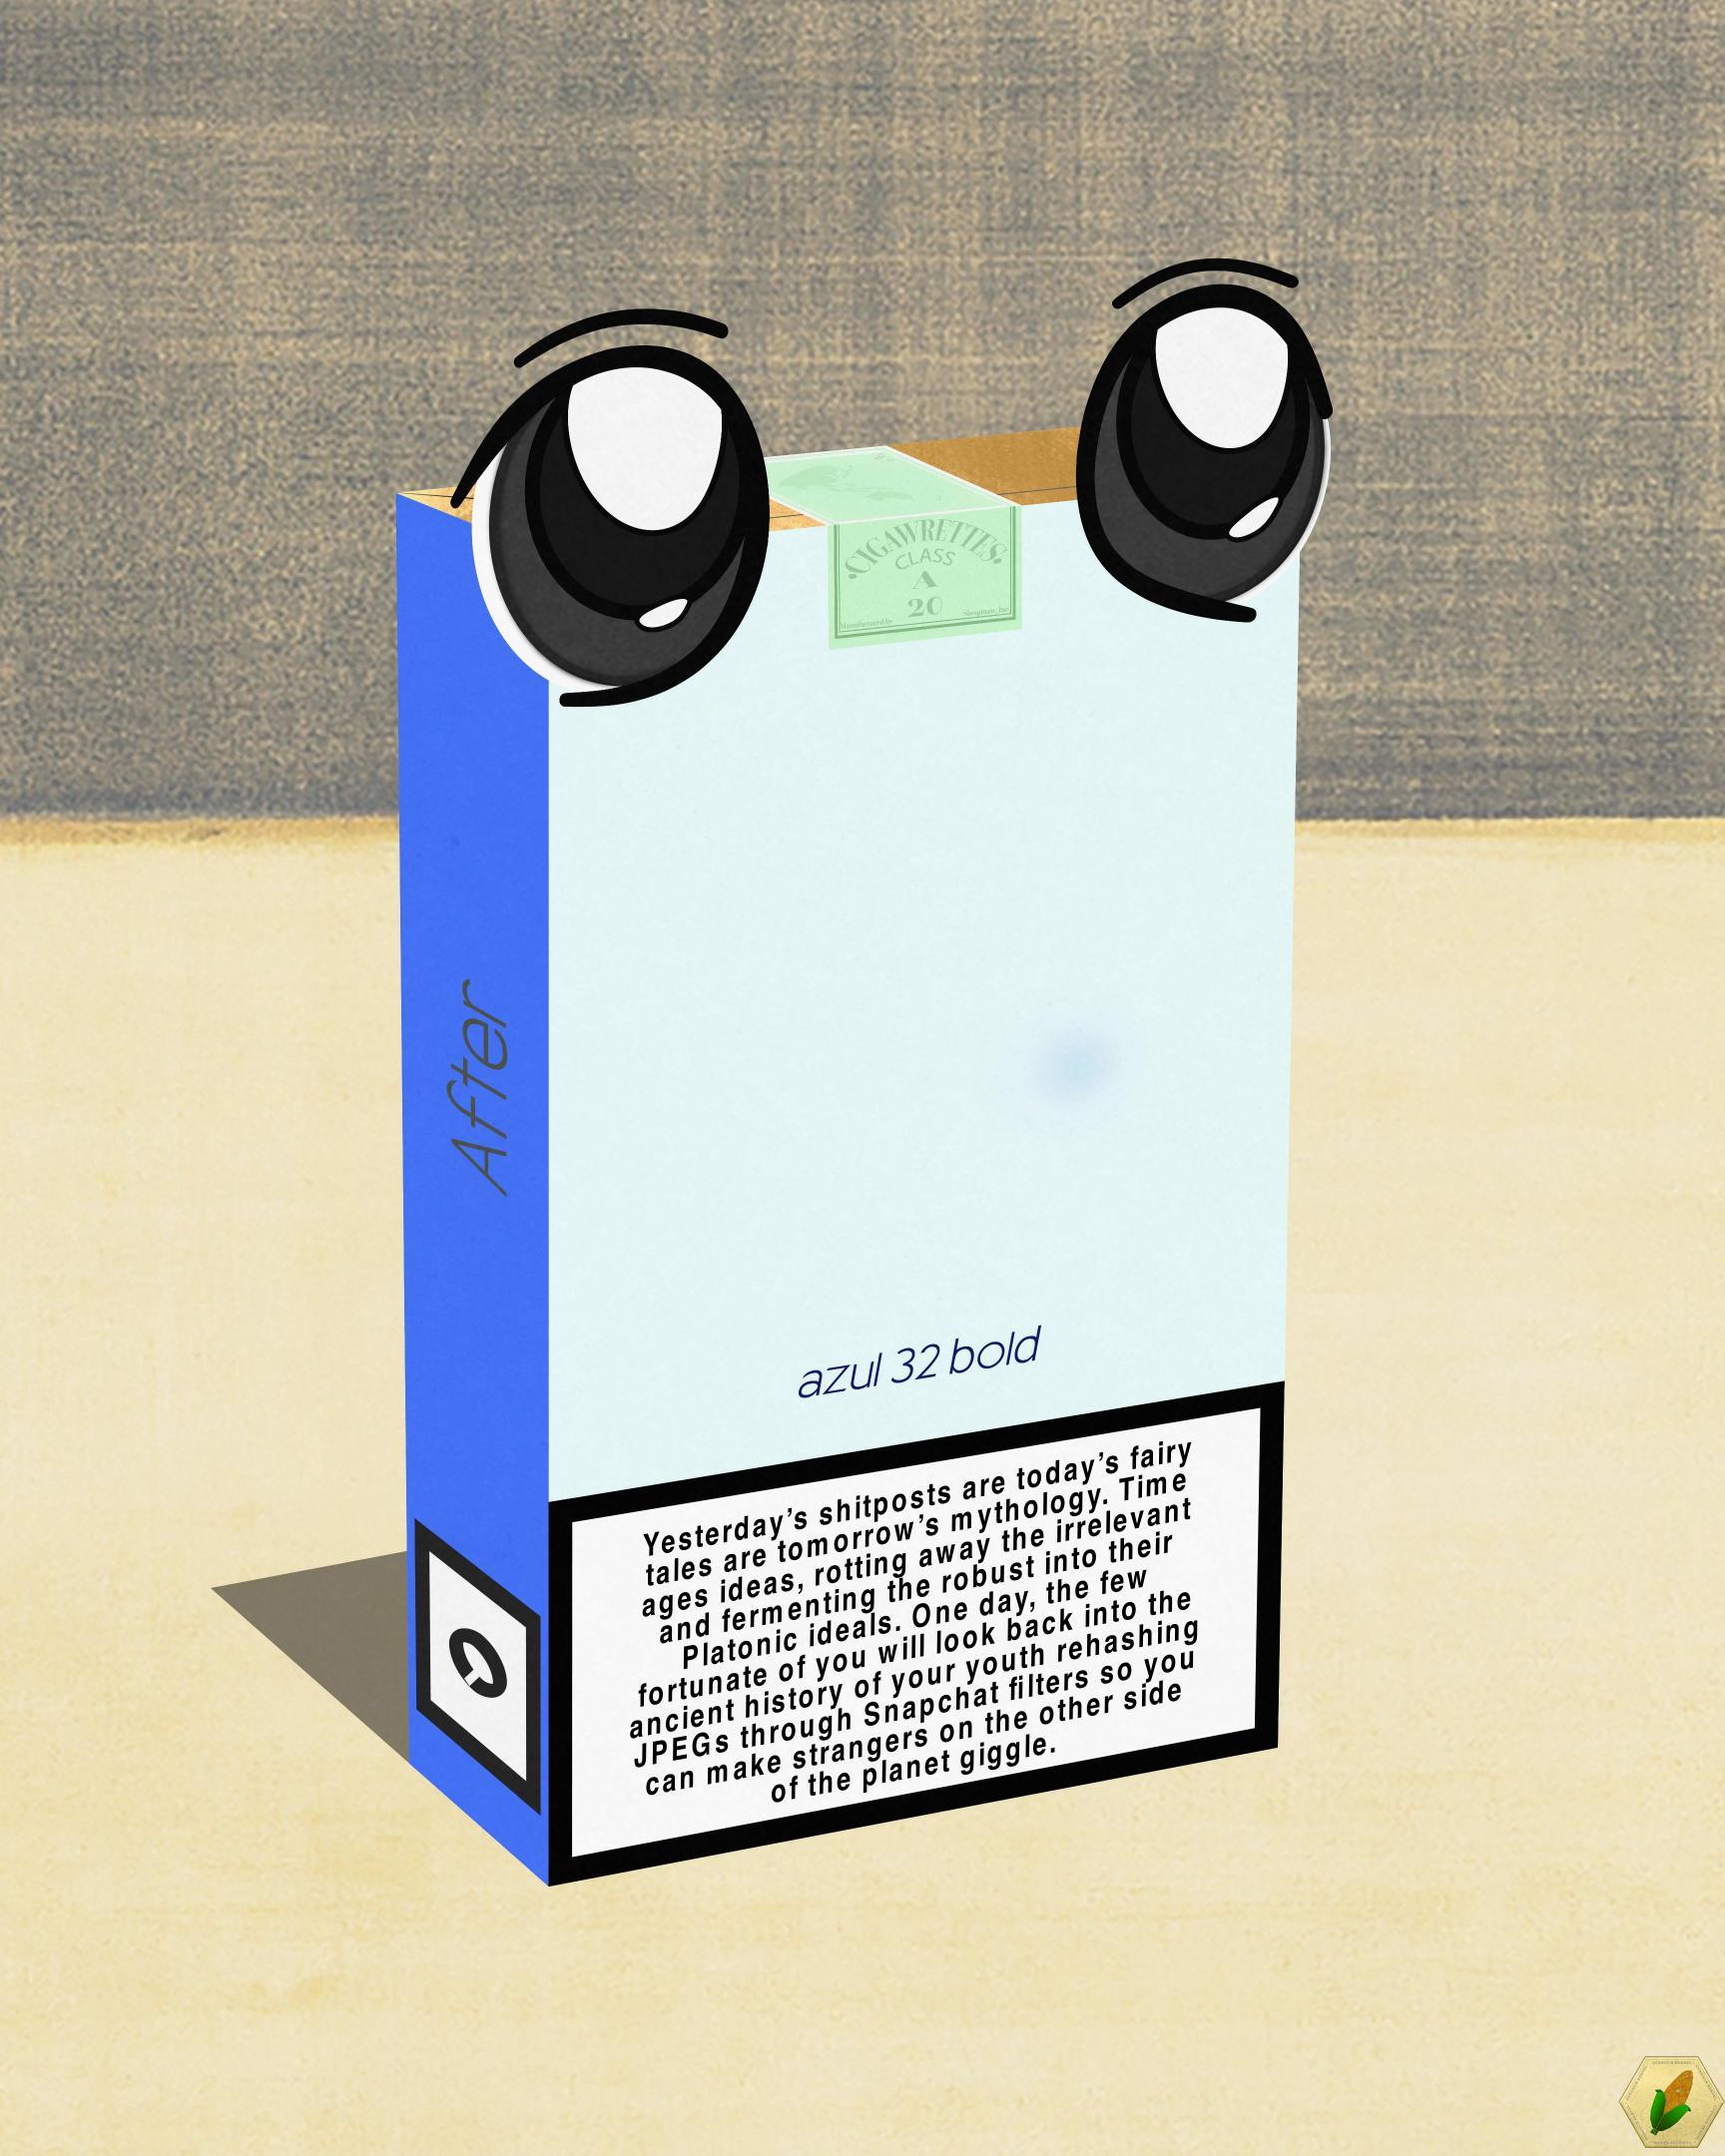 CIGAWRETTES
CLASS
A
20
Manufactured by
After
azul 32 bold
Yesterday’s shitposts are today’s fairy
tales are tomorrow’s mythology. Time
ages ideas, rotting away the irrelevant
and fermenting the robust into their
Platonic ideals. One day, the few
fortunate of you will look back into the
ancient history of your youth rehashing
JPEGs through Snapchat filters so you
can make strangers on the other side
of the planet giggle.